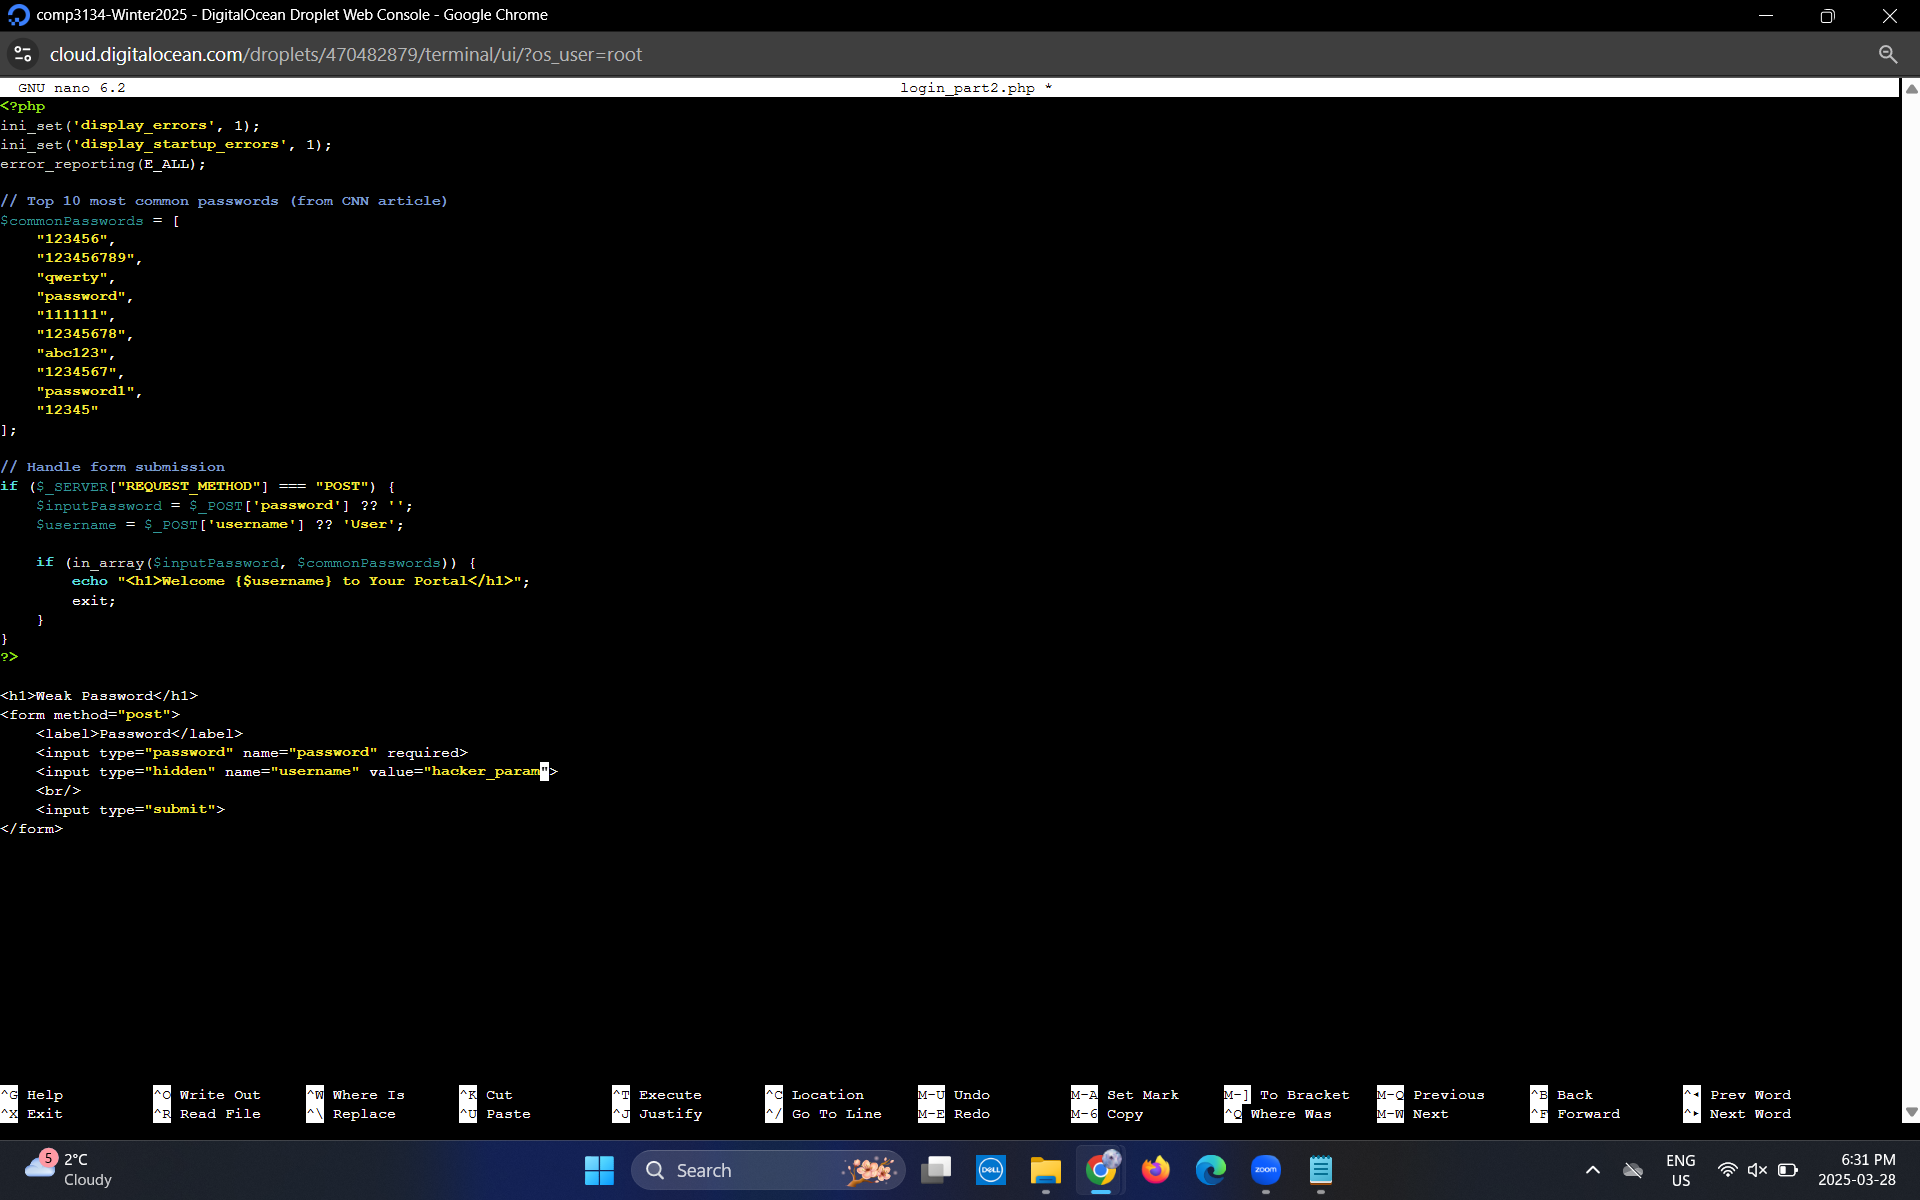 comp3134-Winter2025 - DigitalOcean Droplet Web Console - Google Chrome
cloud.digitalocean.com/droplets/470482879/terminal/ui/?os_user=root
GNU nano 6.2 login_part2.php *
<?php
ini_set('display_errors', 1);
ini_set('display_startup_errors', 1);
error_reporting(E_ALL);
// Top 10 most common passwords (from CNN article)
$commonPasswords = [
"123456",
"123456789",
"qwerty",
"password",
"111111",
"12345678",
"abc123",
"1234567",
"password1",
"12345"
];
// Handle form submission
if ($_SERVER["REQUEST_METHOD"] === "POST") {
$inputPassword = $_POST['password'] ?? '';
$username = $_POST['username'] ?? 'User';
if (in_array($inputPassword, $commonPasswords)) {
echo "<h1>Welcome {$username} to Your Portal</h1>";
exit;
}
}
?>
<h1>Weak Password</h1>
<form method="post">
<label>Password</label>
<input type="password" name="password" required>
<input type="hidden" name="username" value="hacker_param">
<br/>
<input type="submit">
</form>
^G Help ^O Write Out ^W Where Is ^K Cut ^T Execute ^C Location M-U Undo M-A Set Mark M-] To Bracket M-Q Previous ^B Back ^◂ Prev Word
^X Exit ^R Read File ^\ Replace ^U Paste ^J Justify ^/ Go To Line M-E Redo M-6 Copy ^Q Where Was M-W Next ^F Forward ^▸ Next Word
5 2°C
Cloudy
Search
DELL
zoom
ENG
US
6:31 PM
2025-03-28